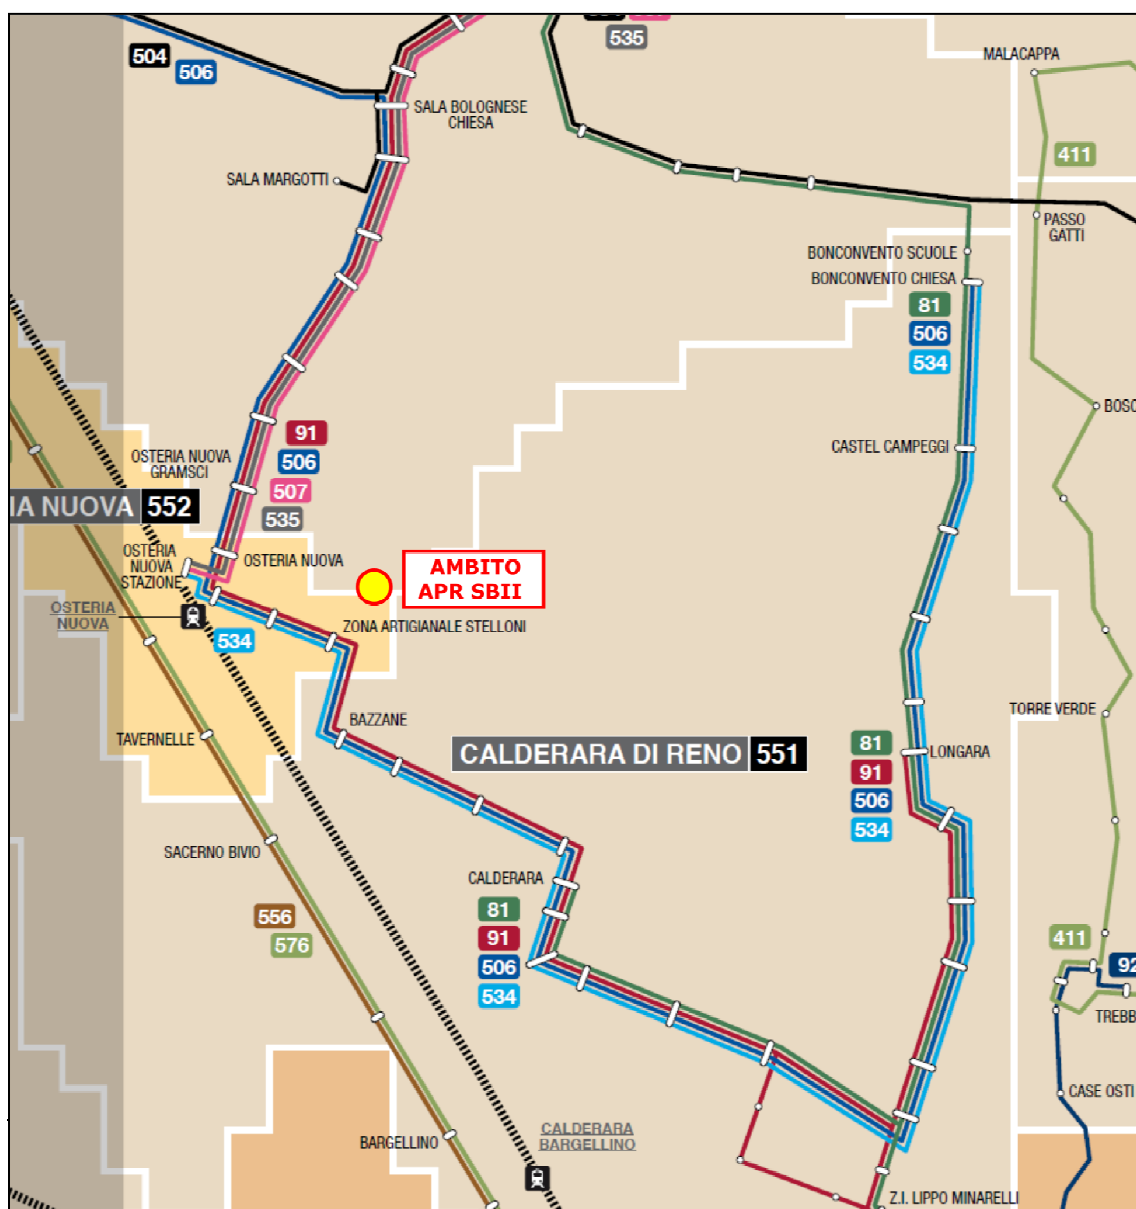 535
504
506
MALACAPPA
SALA BOLOGNESE
CHIESA
411
SALA MARGOTTI
PASSO
GATTI
BONCONVENTO SCUOLE
BONCONVENTO CHIESA
81
506
534
BOSC
91
506
507
535
OSTERIA NUOVA
GRAMSCI
CASTEL CAMPEGGI
IA NUOVA 552
OSTERIA
NUOVA
STAZIONE
OSTERIA NUOVA
AMBITO
APR SBII
OSTERIA
NUOVA
534
ZONA ARTIGIANALE STELLONI
BAZZANE
TAVERNELLE
TORRE VERDE
CALDERARA DI RENO 551
81
91
506
534
LONGARA
SACERNO BIVIO
CALDERARA
81
91
506
534
556
576
411
92
TREBB
CASE OSTI
BARGELLINO
CALDERARA
BARGELLINO
Z.I. LIPPO MINARELLI